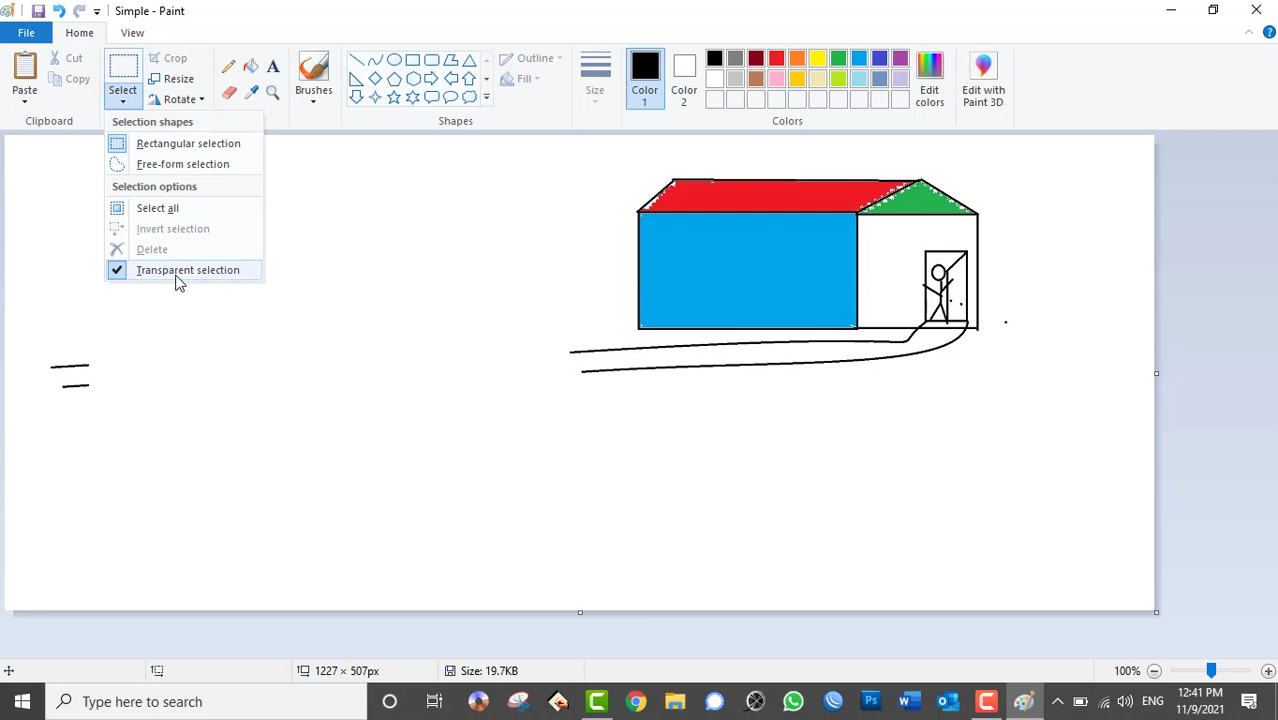 Simple - Paint
File
Home
View
Paste
Cut
Copy
Clipboard
Select
Crop
Resize
Rotate
A
Brushes
Outline
Fill
Shapes
Size
Color 1
Color 2
Edit colors
Edit with Paint 3D
Colors
Selection shapes
Rectangular selection
Free-form selection
Selection options
Select all
Invert selection
Delete
Transparent selection
1227 × 507px
Size: 19.7KB
100%
Type here to search
Ps
ENG
12:41 PM
11/9/2021